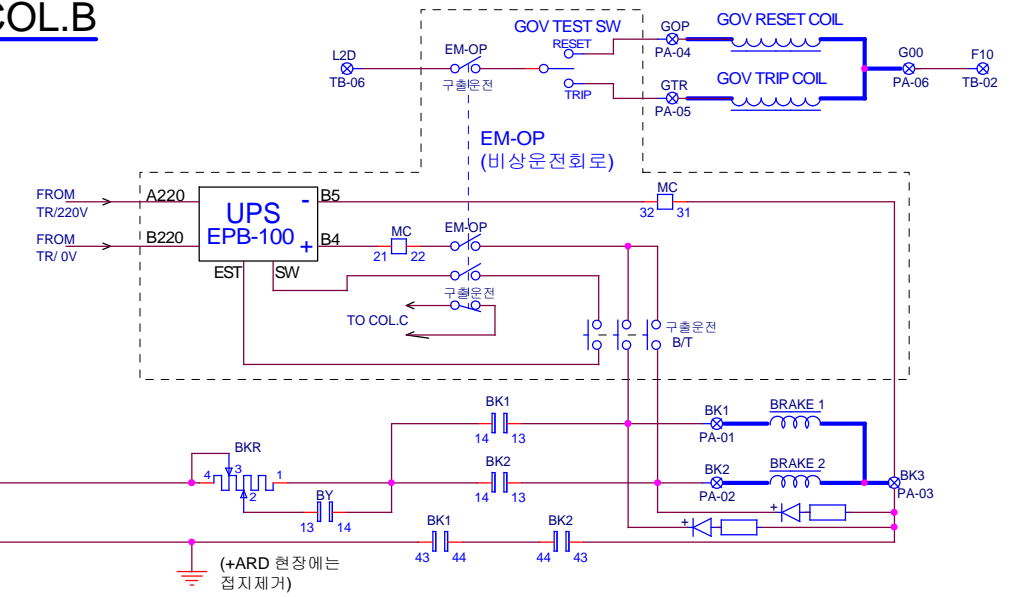 COL.B
GOV TEST SW
GOP
GOV RESET COIL
L2D
EM-OP
RESET
PA-04
G00
F10
TB-06
구출운전
GOV TRIP COIL
PA-06
TB-02
TRIP
GTR
PA-05
EM-OP
(비상운전회로)
FROM
TR/220V
A220
UPS
EPB-100
-
B5
MC
32
31
FROM
TR/ 0V
B220
+
B4
MC
21
22
EM-OP
EST
SW
구출운전
TO COL.C
구출운전
B/T
BK1
14
13
BK1
PA-01
BRAKE 1
BKR
4
3
1
2
BK2
14
13
BK2
PA-02
BRAKE 2
BK3
PA-03
BY
13
14
+
+
BK1
43
44
BK2
44
43
(+ARD 현장에는
접지제거)